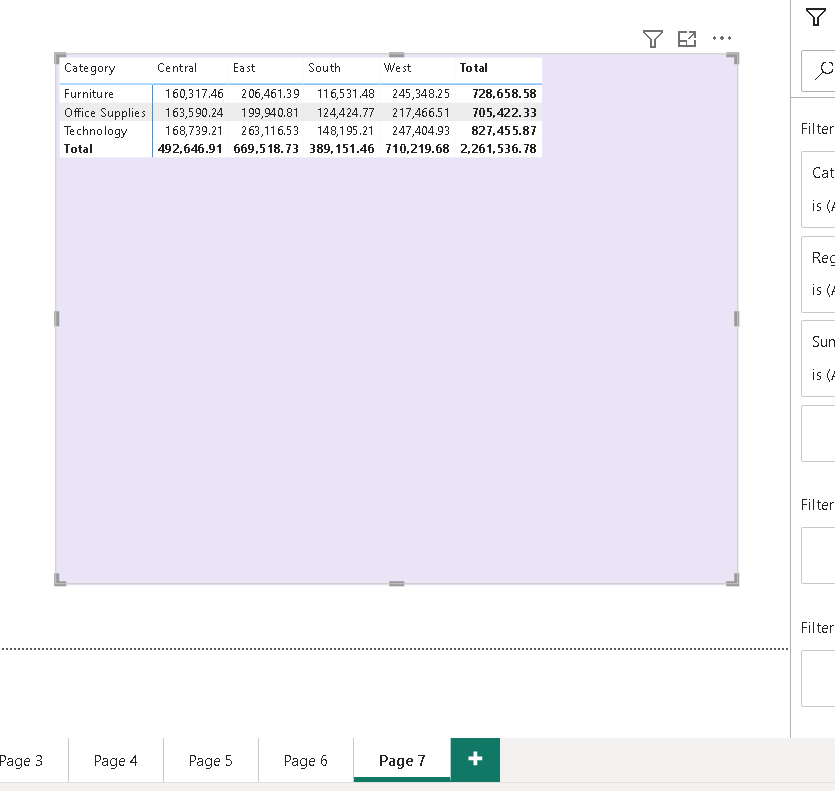 Category Central East South West Total
Furniture 160,317.46 206,461.39 116,531.48 245,348.25 728,658.58
Office Supplies 163,590.24 199,940.81 124,424.77 217,466.51 705,422.33
Technology 168,739.21 263,116.53 148,195.21 247,404.93 827,455.87
Total 492,646.91 669,518.73 389,151.46 710,219.68 2,261,536.78
Filter
Cat
is (A
Reg
is (A
Sum
is (A
Filter
Filter
Page 3 Page 4 Page 5 Page 6 Page 7 +